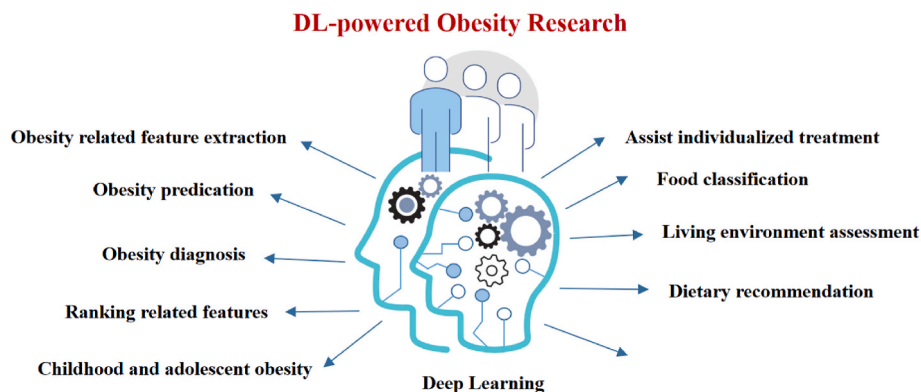 DL-powered Obesity Research
Obesity related feature extraction
Obesity predication
Obesity diagnosis
Ranking related features
Childhood and adolescent obesity
Assist individualized treatment
Food classification
Living environment assessment
Dietary recommendation
Deep Learning